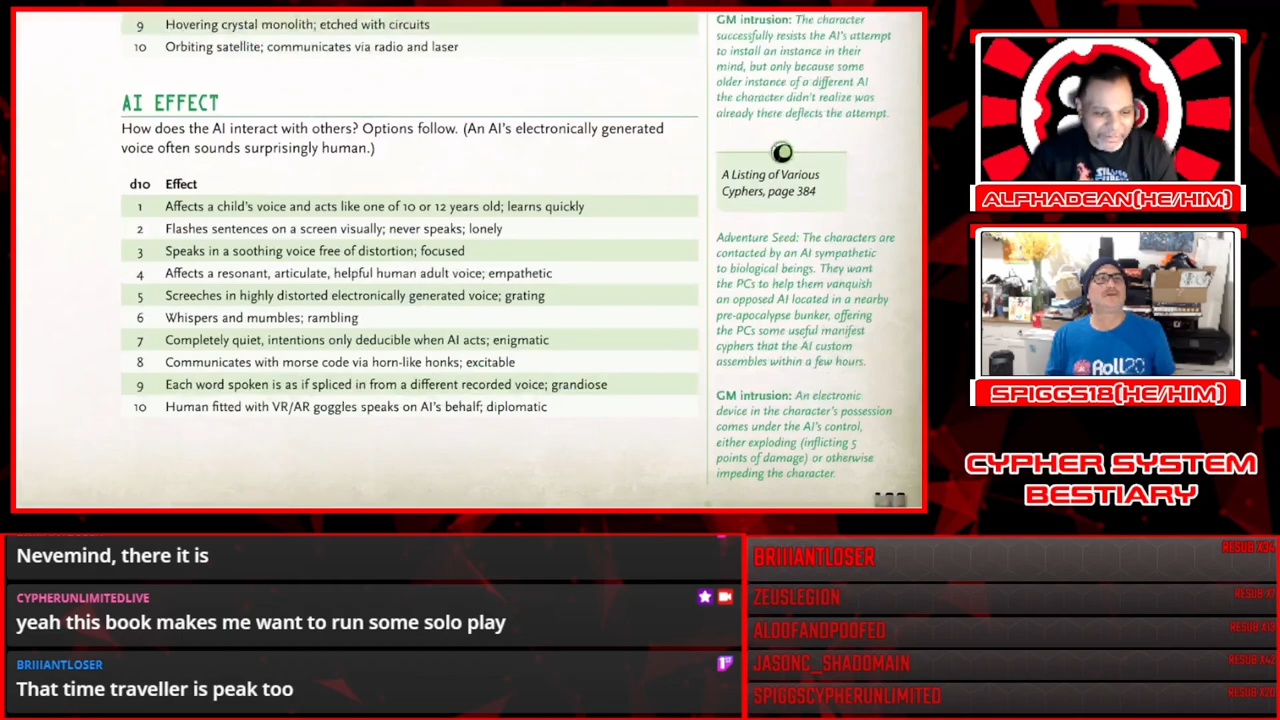 9 Hovering crystal monolith; etched with circuits
10 Orbiting satellite; communicates via radio and laser
AI EFFECT
How does the AI interact with others? Options follow. (An AI's electronically generated
voice often sounds surprisingly human.)
d10 Effect
1 Affects a child's voice and acts like one of 10 or 12 years old; learns quickly
2 Flashes sentences on a screen visually; never speaks; lonely
3 Speaks in a soothing voice free of distortion; focused
4 Affects a resonant, articulate, helpful human adult voice; empathetic
5 Screeches in highly distorted electronically generated voice; grating
6 Whispers and mumbles; rambling
7 Completely quiet, intentions only deducible when AI acts; enigmatic
8 Communicates with morse code via horn-like honks; excitable
9 Each word spoken is as if spliced in from a different recorded voice; grandiose
10 Human fitted with VR/AR goggles speaks on AI's behalf; diplomatic
GM intrusion: The character
successfully resists the AI's attempt
to install an instance in their
mind, but only because some
older instance of a different AI
the character didn't realize was
already there deflects the attempt.
A Listing of Various
Cyphers, page 384
Adventure Seed: The characters are
contacted by an AI sympathetic
to biological beings. They want
the PCs to help them vanquish
an opposed AI located in a nearby
pre-apocalypse bunker, offering
the PCs some useful manifest
cyphers that the AI custom
assembles within a few hours.
GM intrusion: An electronic
device in the character's possession
comes under the AI's control,
either exploding (inflicting 5
points of damage) or otherwise
impeding the character.
ALPHADEAN(HE/HIM)
Roll20
SPIGGS18(HE/HIM)
CYPHER SYSTEM
BESTIARY
Nevemind, there it is
CYPHERUNLIMITEDLIVE
yeah this book makes me want to run some solo play
BRIIIANTLOSER
That time traveller is peak too
BRIIIANTLOSER RESUB X34
ZEUSLEGION
ALOOFANDPOOFED
JASONC_SHADOMAIN RESUB X42
SPIGGSCYPHERUNLIMITED RESUB X20